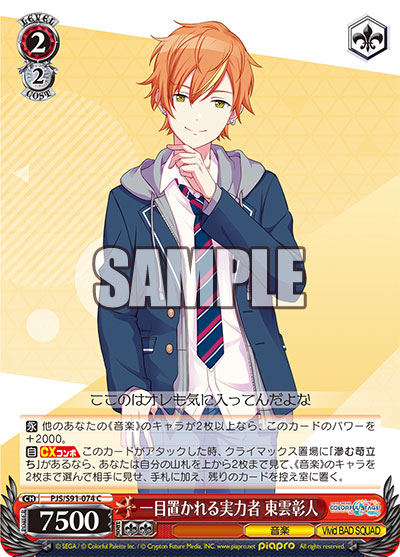 LEVEL
2
2
COST
SAMPLE
ここのはオレも気に入ってんだよな
永 他のあなたの《音楽》のキャラが2枚以上なら、このカードのパワーを
+2000。
自 CXコンボ このカードがアタックした時、クライマックス置場に「滲む苛立
ち」があるなら、あなたは自分の山札を上から2枚まで見て、《音楽》のキャラ
を2枚まで選んで相手に見せ、手札に加え、残りのカードを控え室に置く。
CH PJS/S91-074 C
POWER 7500 一目置かれる実力者 東雲彰人
音楽 Vivid BAD SQUAD
© SEGA / © Colorful Palette Inc. / © Crypton Future Media, INC. www.piapro.net piapro All rights reserved.